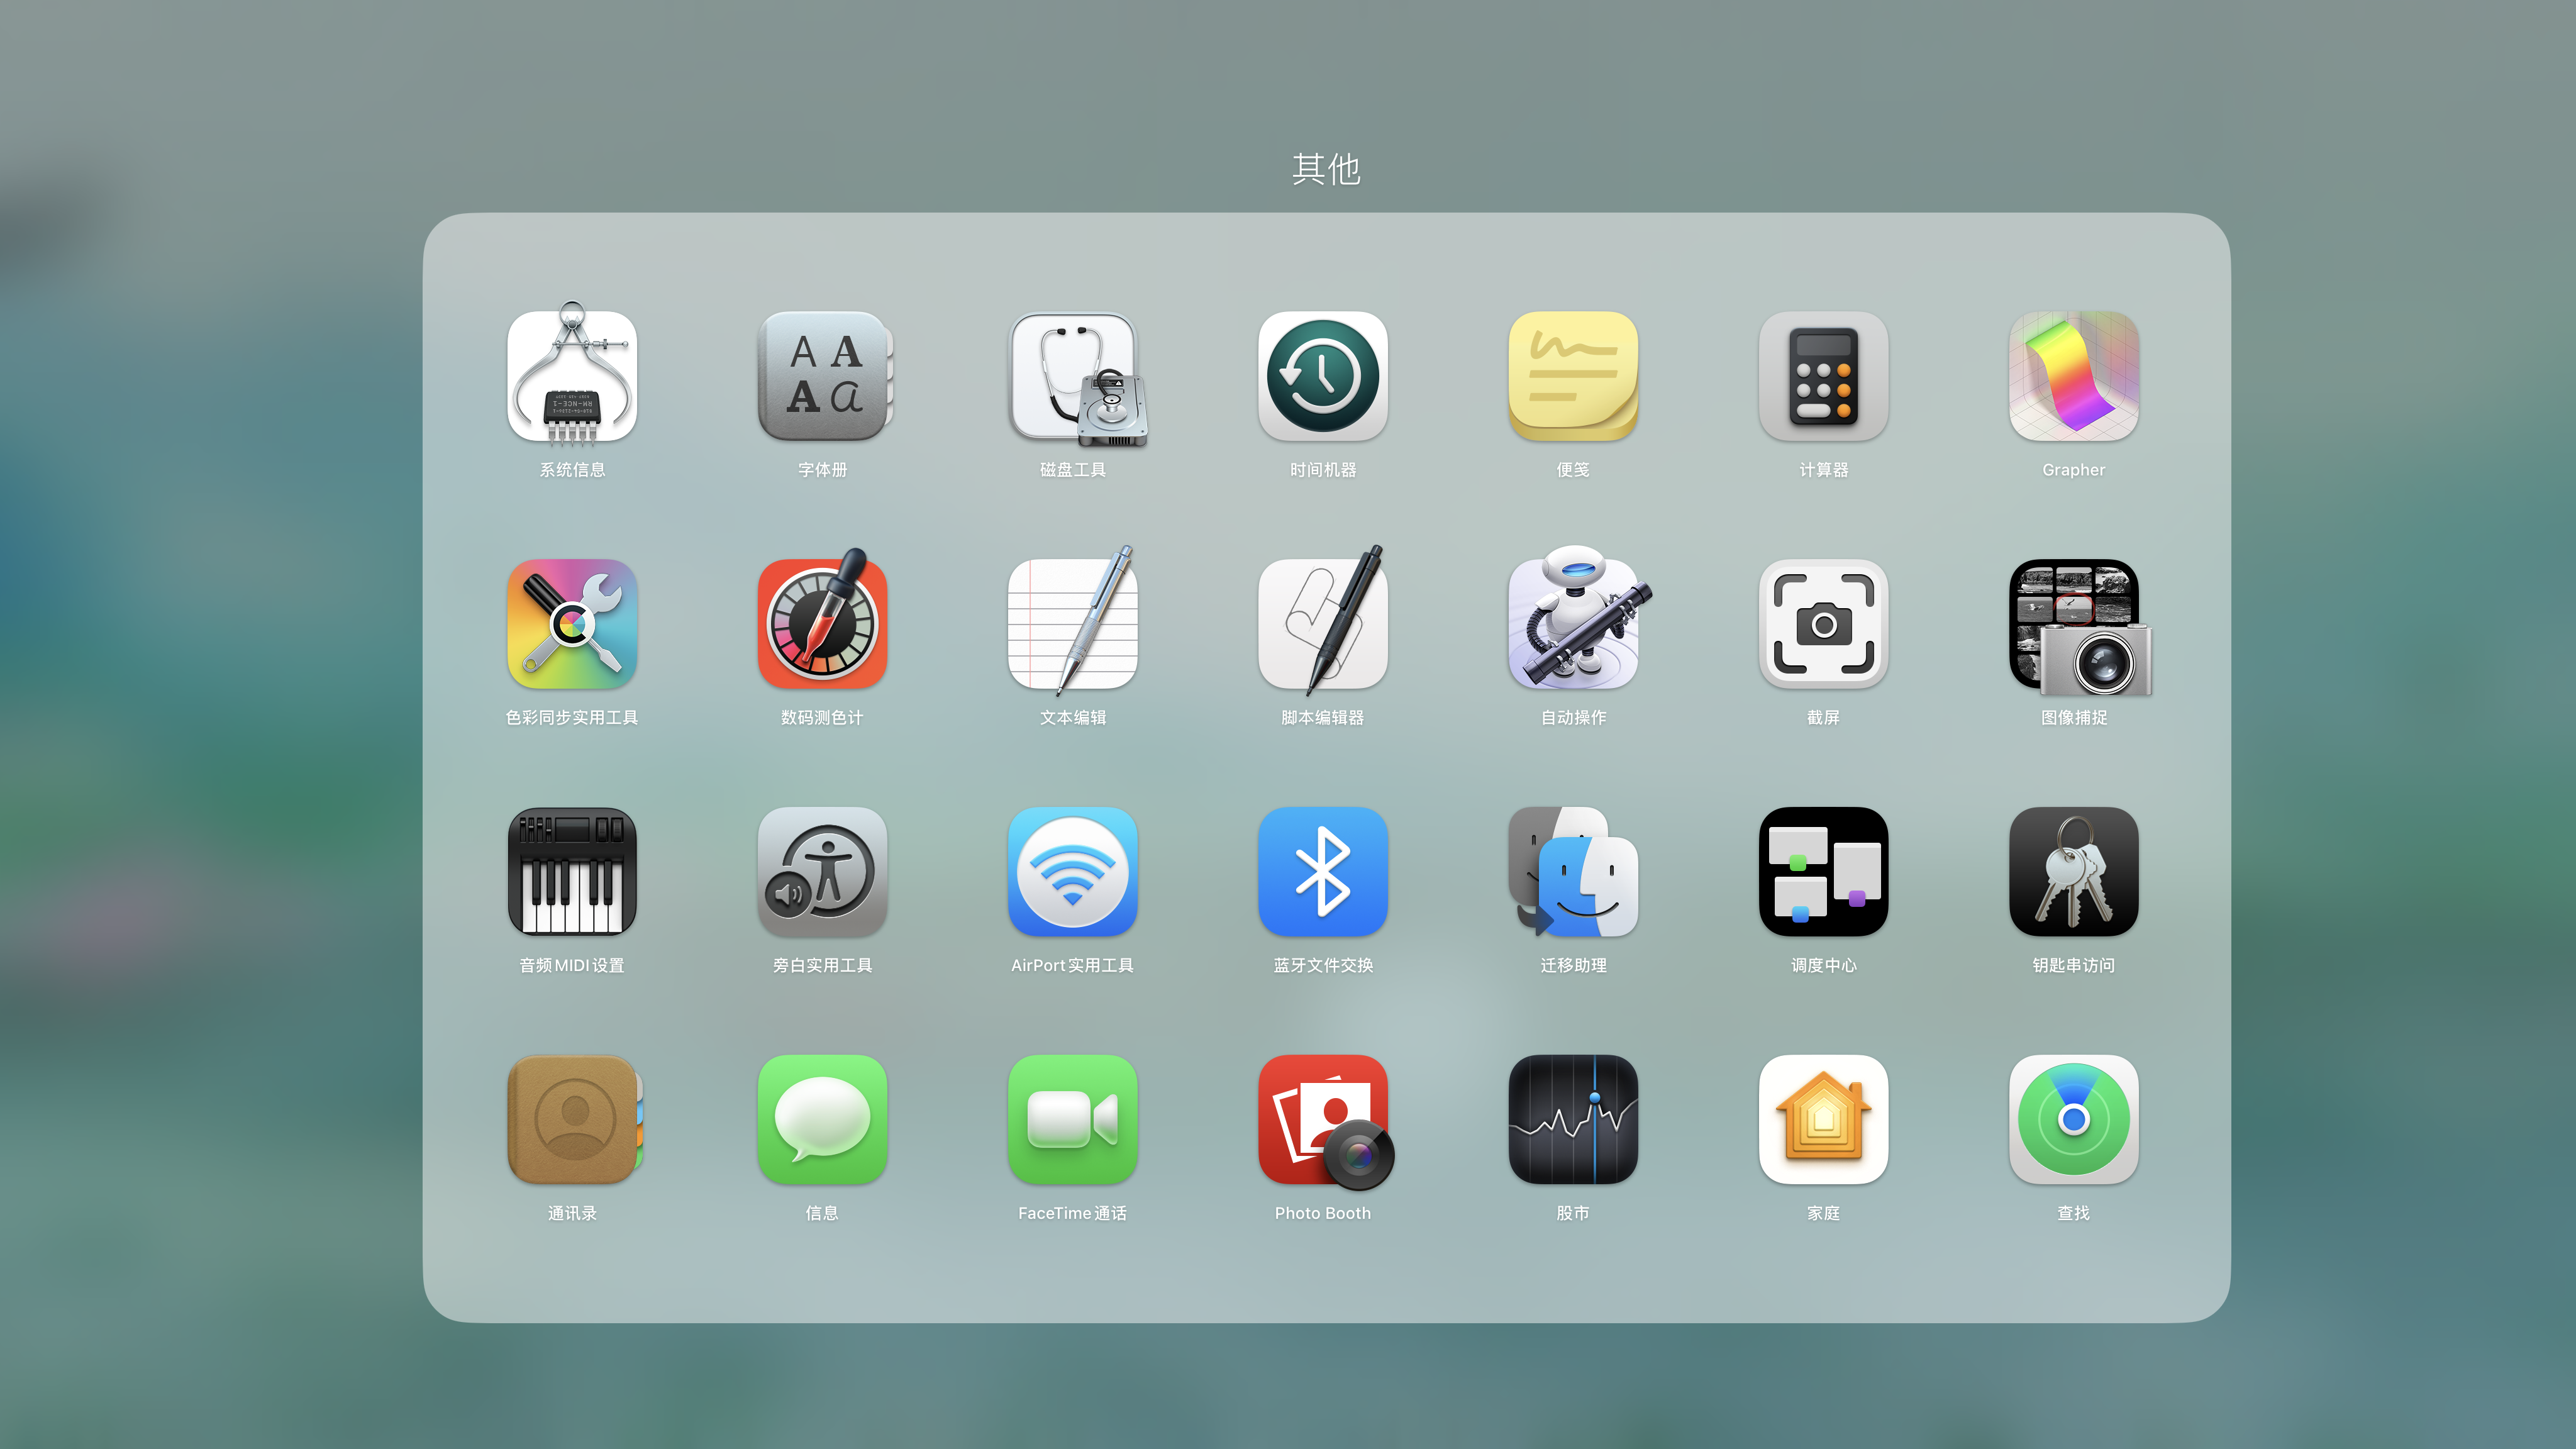 其他
系统信息
字体册
磁盘工具
时间机器
便笺
计算器
Grapher
色彩同步实用工具
数码测色计
文本编辑
脚本编辑器
自动操作
截屏
图像捕捉
音频 MIDI 设置
旁白实用工具
AirPort 实用工具
蓝牙文件交换
迁移助理
调度中心
钥匙串访问
通讯录
信息
FaceTime 通话
Photo Booth
股市
家庭
查找